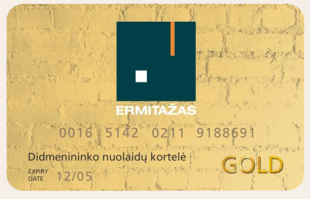 ERMITAŽAS
0016 5142 0211 9188691
Didmenininko nuolaidų kortelė
GOLD
EXPIRY DATE 12/05